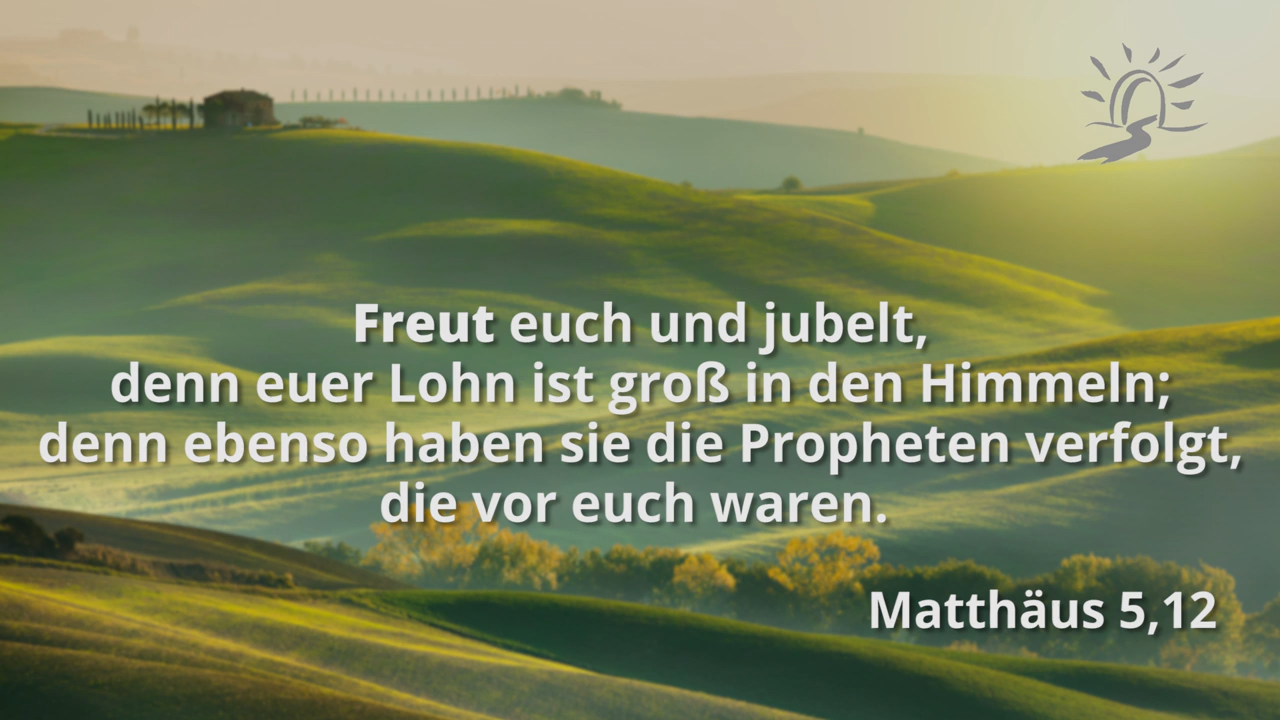 Freut euch und jubelt,
denn euer Lohn ist groß in den Himmeln;
denn ebenso haben sie die Propheten verfolgt,
die vor euch waren.
Matthäus 5,12